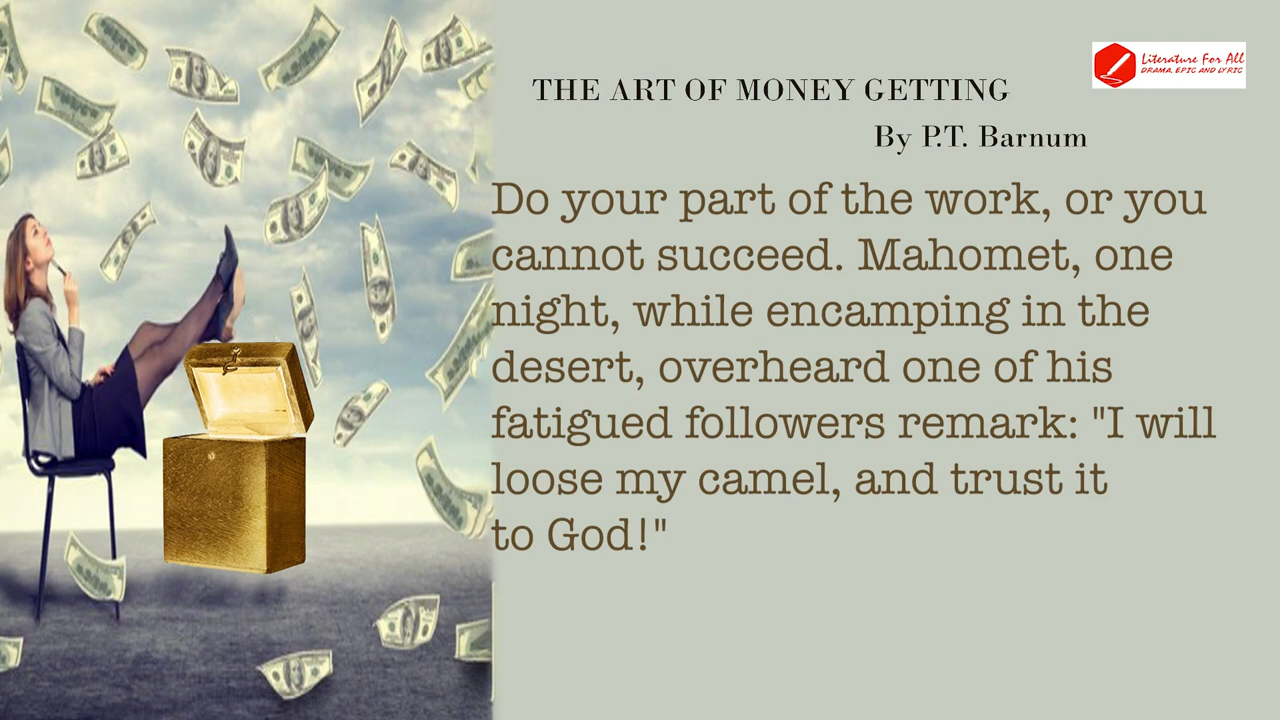 Literature For All
DRAMA, EPIC AND LYRIC
THE ART OF MONEY GETTING
By P.T. Barnum
Do your part of the work, or you
cannot succeed. Mahomet, one
night, while encamping in the
desert, overheard one of his
fatigued followers remark: "I will
loose my camel, and trust it
to God!"